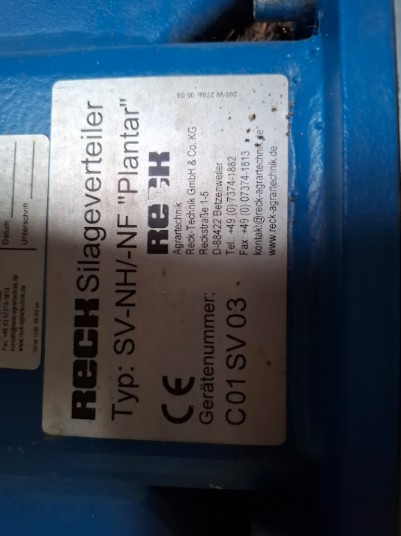 RECK Silageverteiler
Typ: SV-NH/-NF "Plantar"
CE
RECK
Agrartechnik
Reck-Technik GmbH & Co. KG
Reckstraße 1-5
D-88422 Betzenweiler
Tel. +49 (0)7374-1882
Fax +49 (0) 07374-1813
kontakt@reck-agrartechnik.de
www.reck-agrartechnik.de
Gerätenummer:
C01 SV 03
Datum
Unterschrift